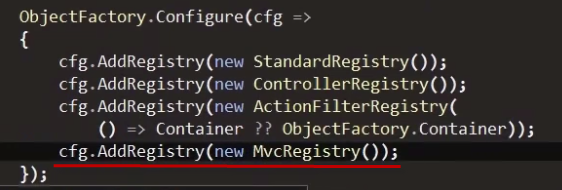 ObjectFactory.Configure(cfg =>
{
cfg.AddRegistry(new StandardRegistry());
cfg.AddRegistry(new ControllerRegistry());
cfg.AddRegistry(new ActionFilterRegistry(
() => Container ?? ObjectFactory.Container));
cfg.AddRegistry(new MvcRegistry());
});